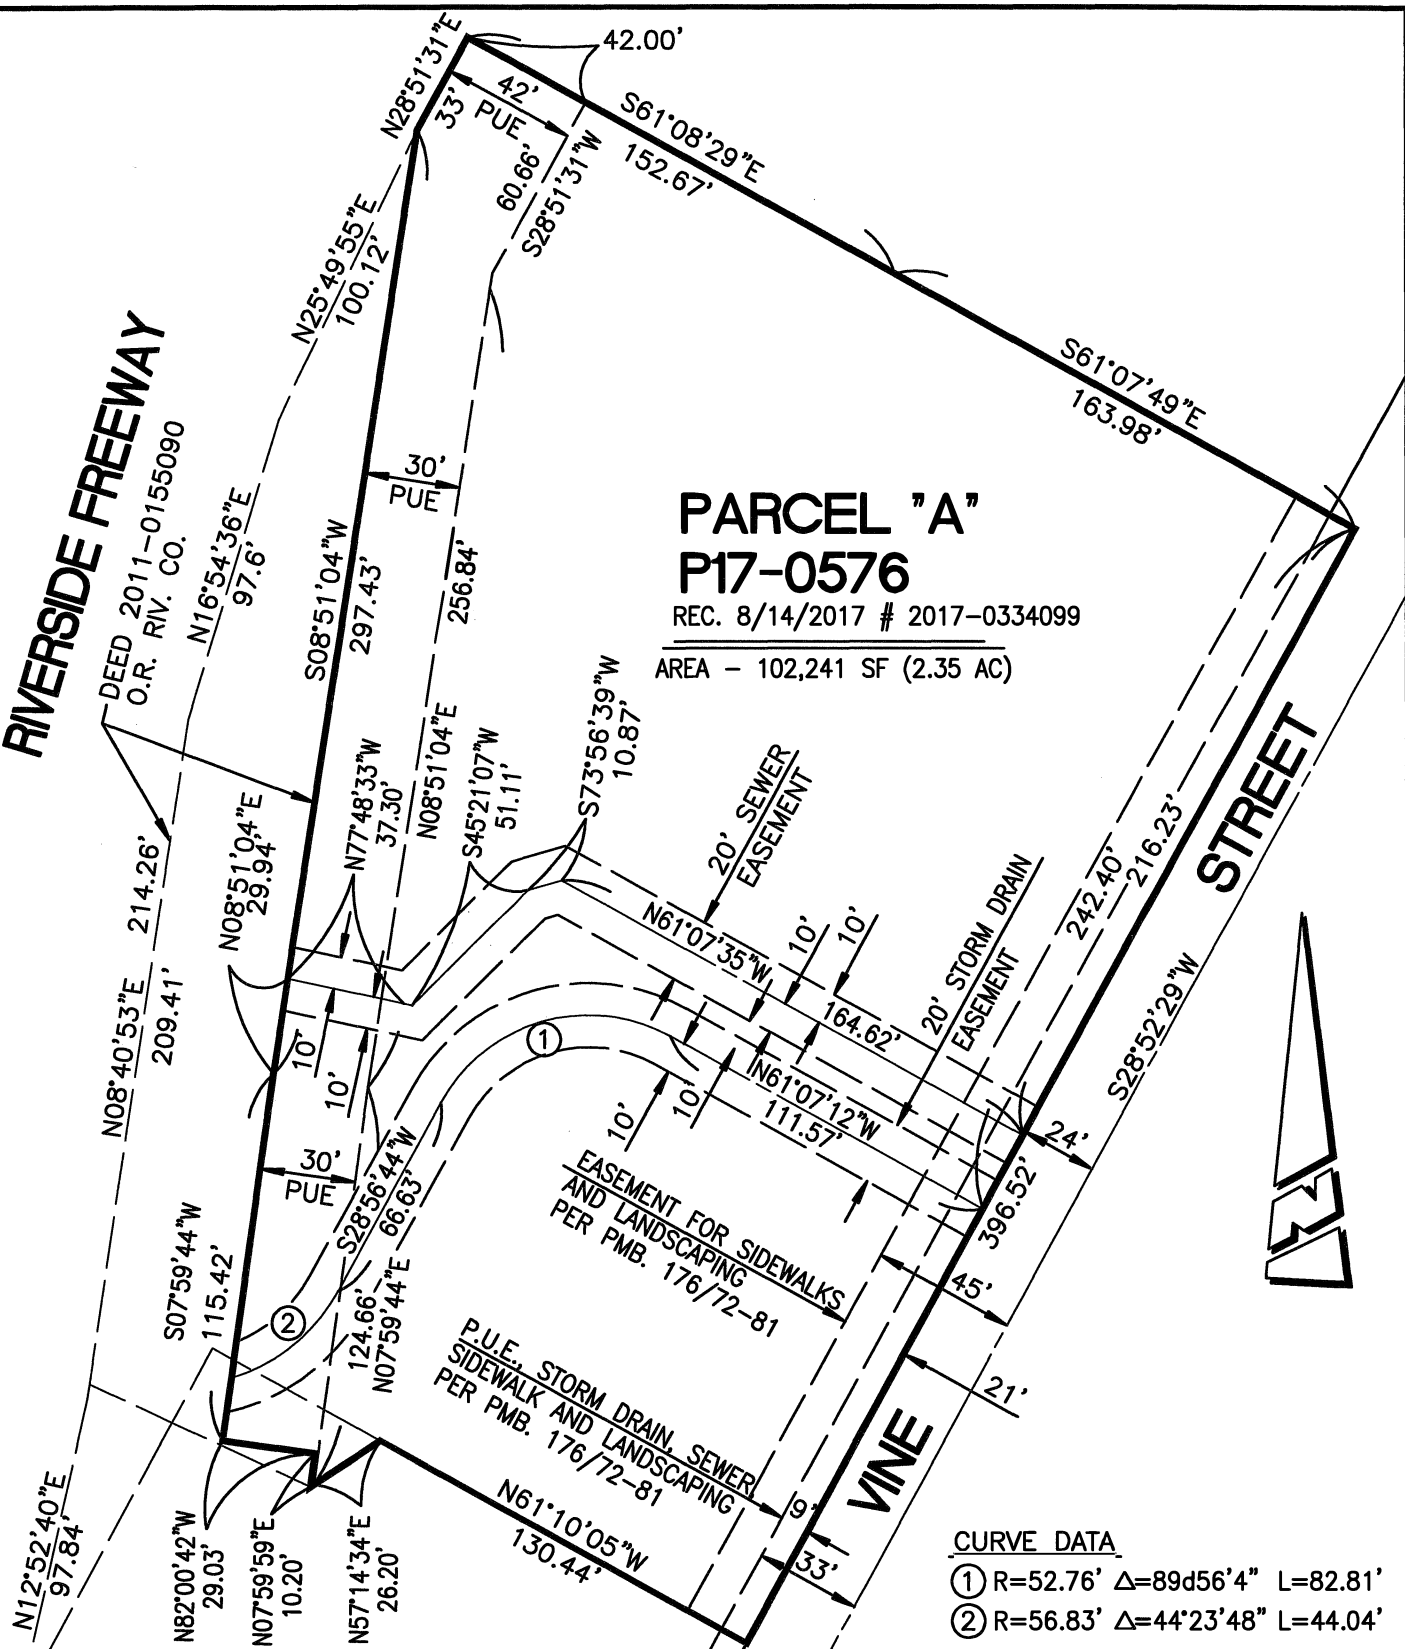 N28°51'31"E
33'
42.00'
42'
PUE
S61°08'29"E
152.67'
60.66'
S28°51'31"W
N25°49'55"E
100.12'
S61°07'49"E
163.98'
RIVERSIDE FREEWAY
DEED 2011-0155090
O.R. RIV. CO.
N16°54'36"E
97.6'
30'
PUE
S08°51'04"W
297.43'
256.84'
N08°51'04"E
PARCEL "A"
P17-0576
REC. 8/14/2017 # 2017-0334099
AREA - 102,241 SF (2.35 AC)
S73°56'39"W
10.87'
S45°21'07"W
51.11'
N77°48'33"W
37.30'
N08°51'04"E
29.94'
214.26'
N08°40'53"E
209.41'
20' SEWER
EASEMENT
N61°07'35"W
164.62'
10'
10'
20' STORM DRAIN
EASEMENT
242.40'
216.23'
VINE STREET
S28°52'29"W
396.52'
24'
45'
21'
10'
10'
①
N61°07'12"W
111.57'
10'
10'
30'
PUE
S28°56'44"W
66.63'
S07°59'44"W
115.42'
②
124.66'
N07°59'44"E
EASEMENT FOR SIDEWALKS
AND LANDSCAPING
PER PMB. 176/72-81
P.U.E., STORM DRAIN, SEWER,
SIDEWALK AND LANDSCAPING
PER PMB. 176/72-81
9'
33'
N12°52'40"E
97.84'
N82°00'42"W
29.03'
N07°59'59"E
10.20'
N57°14'34"E
26.20'
N61°10'05"W
130.44'
CURVE DATA
① R=52.76' Δ=89d56'4" L=82.81'
② R=56.83' Δ=44°23'48" L=44.04'